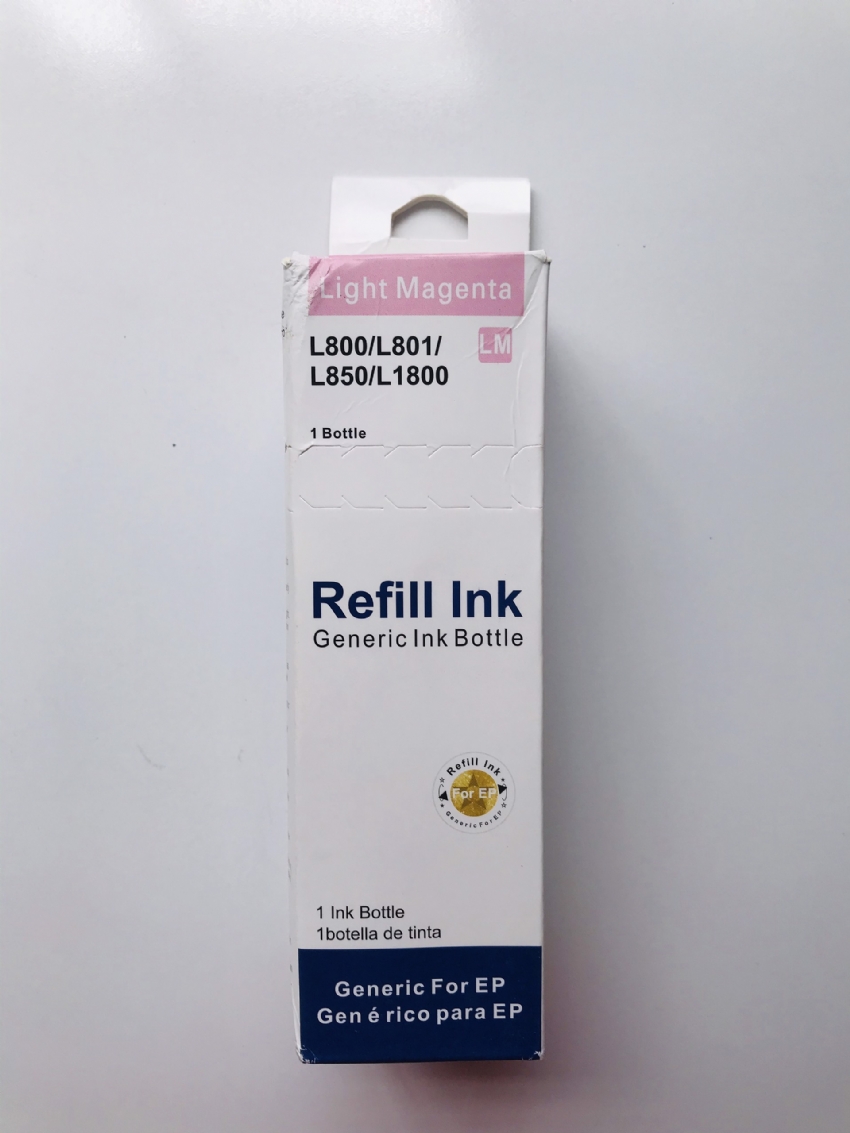 Light Magenta
L800/L801/
L850/L1800
LM
1 Bottle
Refill Ink
Generic Ink Bottle
Refill Ink
For EP
Generic For EP
1 Ink Bottle
1botella de tinta
Generic For EP
Gen é rico para EP